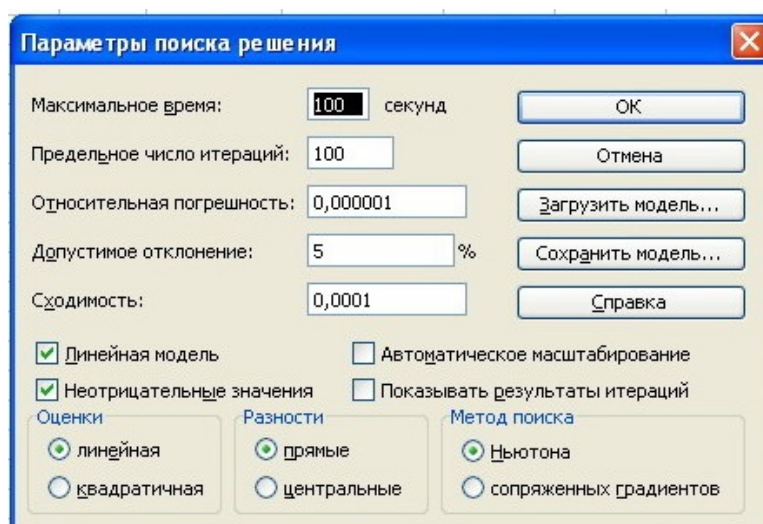 Параметры поиска решения
Максимальное время: 100 секунд ОК
Предельное число итераций: 100 Отмена
Относительная погрешность: 0,000001 Загрузить модель...
Допустимое отклонение: 5 % Сохранить модель...
Сходимость: 0,0001 Справка
Линейная модель Автоматическое масштабирование
Неотрицательные значения Показывать результаты итераций
Оценки Разности Метод поиска
линейная прямые Ньютона
квадратичная центральные сопряженных градиентов